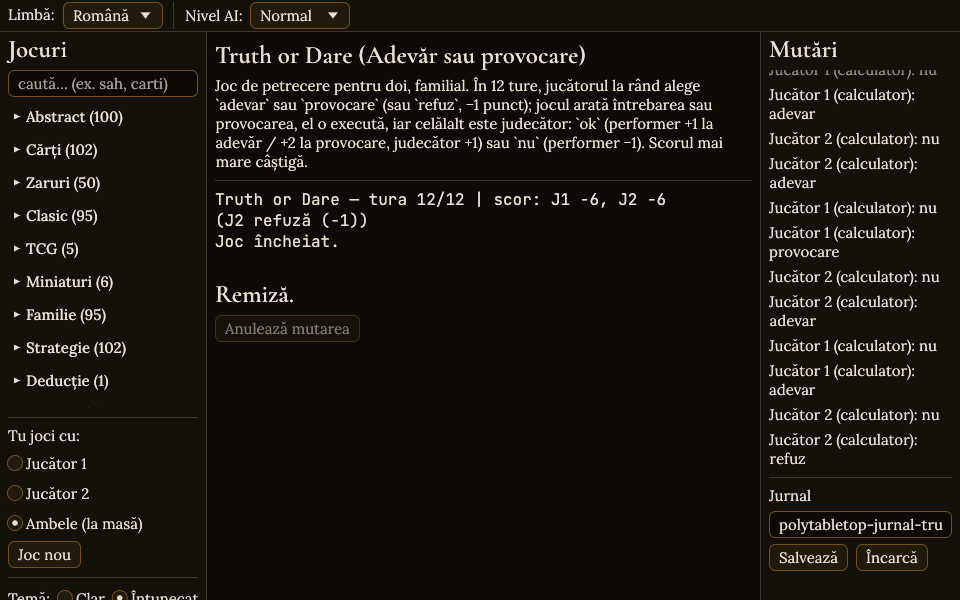 Limbă: Română Nivel AI: Normal
Jocuri
caută... (ex. sah, carti)
Abstract (100)
Cărți (102)
Zaruri (50)
Clasic (95)
TCG (5)
Miniaturi (6)
Familie (95)
Strategie (102)
Deducție (1)
Tu joci cu:
Jucător 1
Jucător 2
Ambele (la masă)
Joc nou
Temă: Clar Întunecat
Truth or Dare (Adevăr sau provocare)
Joc de petrecere pentru doi, familial. În 12 ture, jucătorul la rând alege
`adevar` sau `provocare` (sau `refuz`, −1 punct); jocul arată întrebarea sau
provocarea, el o execută, iar celălalt este judecător: `ok` (performer +1 la
adevăr / +2 la provocare, judecător +1) sau `nu` (performer −1). Scorul mai
mare câștigă.
Truth or Dare — tura 12/12 | scor: J1 -6, J2 -6
(J2 refuză (-1))
Joc încheiat.
Remiză.
Anulează mutarea
Mutări
Jucător 1 (calculator): nu
Jucător 1 (calculator):
adevar
Jucător 2 (calculator): nu
Jucător 2 (calculator):
adevar
Jucător 1 (calculator): nu
Jucător 1 (calculator):
provocare
Jucător 2 (calculator): nu
Jucător 2 (calculator):
adevar
Jucător 1 (calculator): nu
Jucător 1 (calculator):
adevar
Jucător 2 (calculator): nu
Jucător 2 (calculator):
refuz
Jurnal
polytabletop-jurnal-tru
Salvează Încarcă